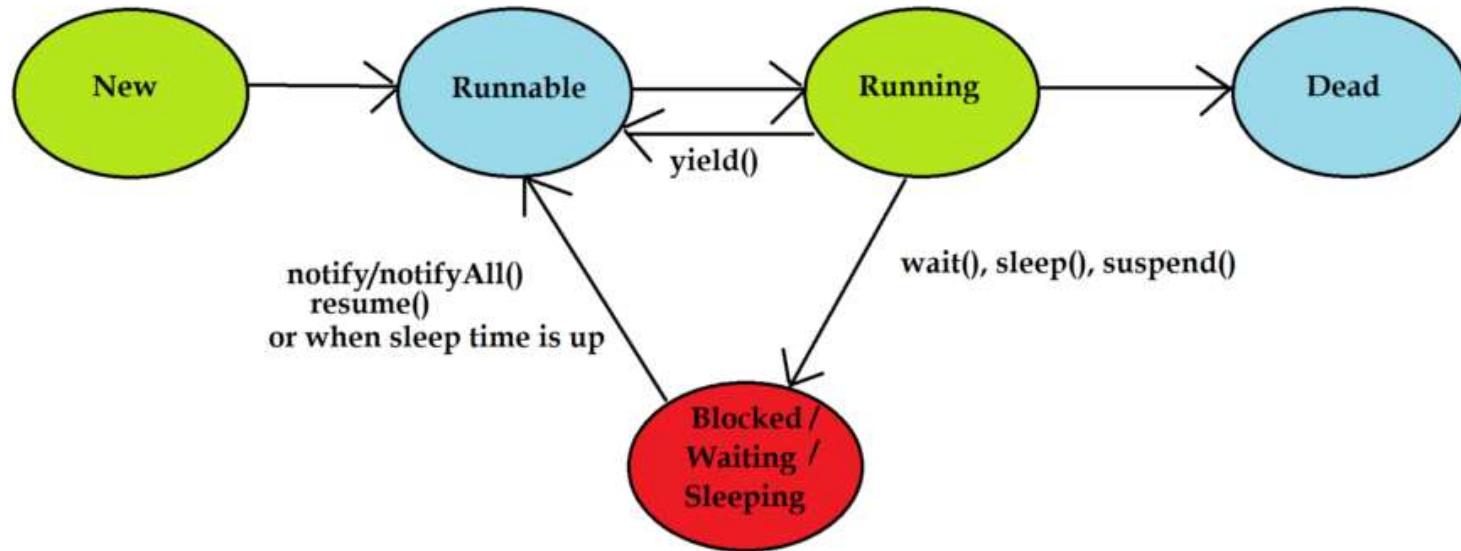 New
Runnable
Running
Dead
yield()
wait(), sleep(), suspend()
notify/notifyAll()
resume()
or when sleep time is up
Blocked /
Waiting /
Sleeping